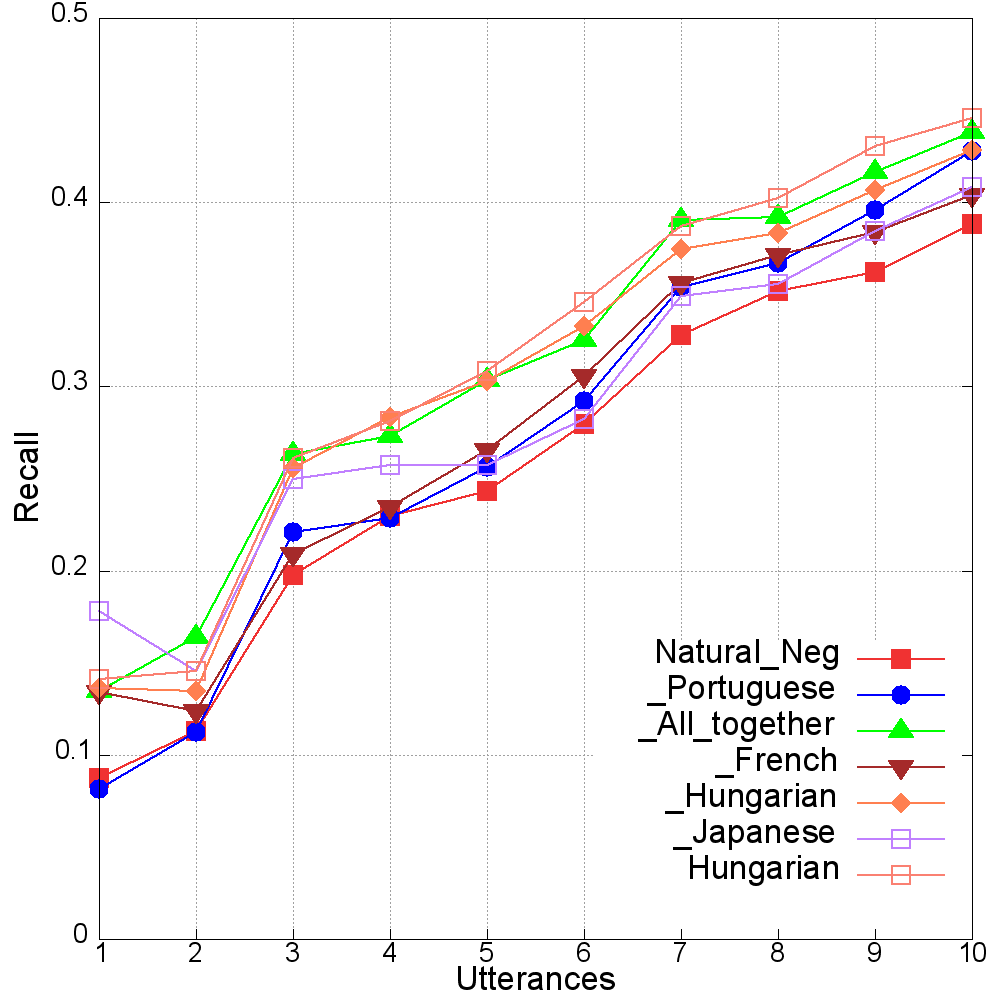 0.5
0.4
0.3
0.2
0.1
0
Recall
Natural_Neg
_Portuguese
_All_together
_French
_Hungarian
_Japanese
Hungarian
1 2 3 4 5 6 7 8 9 10
Utterances